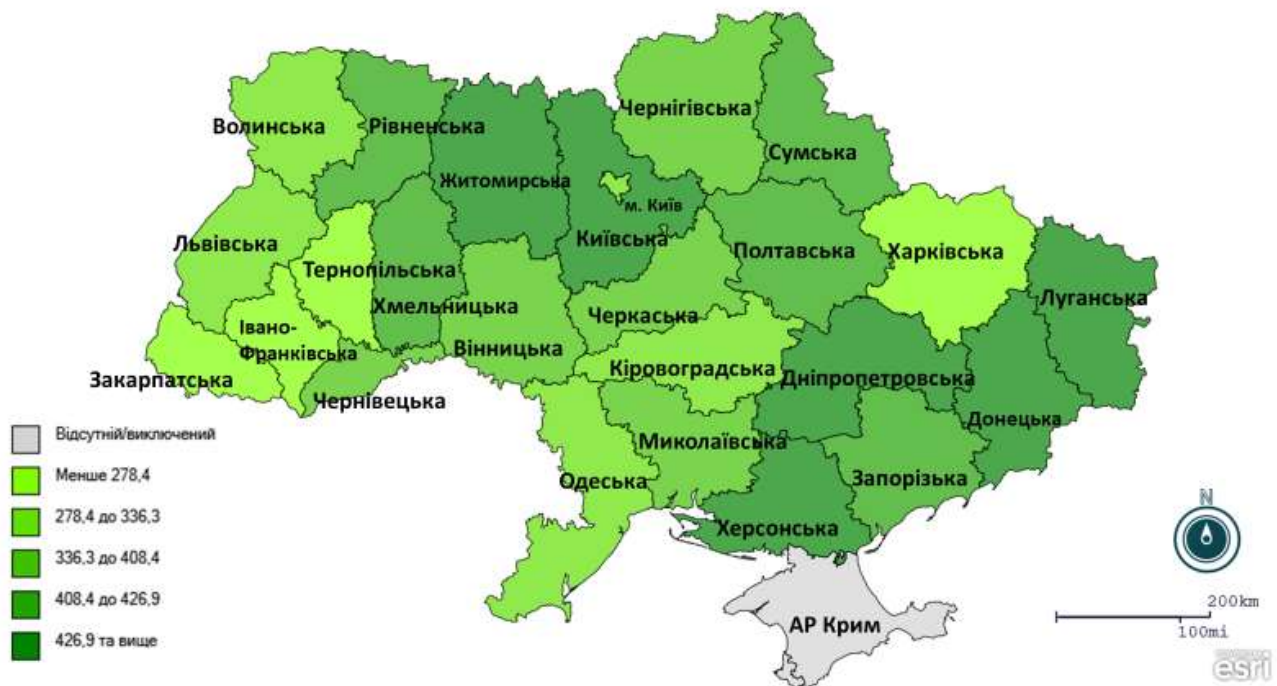 Чернігівська
Волинська
Рівненська
Сумська
Житомирська
м. Київ
Київська
Львівська
Полтавська
Харківська
Тернопільська
Луганська
Хмельницька
Черкаська
Івано-
Франківська
Вінницька
Кіровоградська
Закарпатська
Дніпропетровська
Чернівецька
Донецька
Миколаївська
Одеська
Запорізька
Херсонська
АР Крим
Відсутній/виключений
Менше 278,4
278,4 до 336,3
336,3 до 408,4
408,4 до 426,9
426,9 та вище
N
200km
100mi
esri